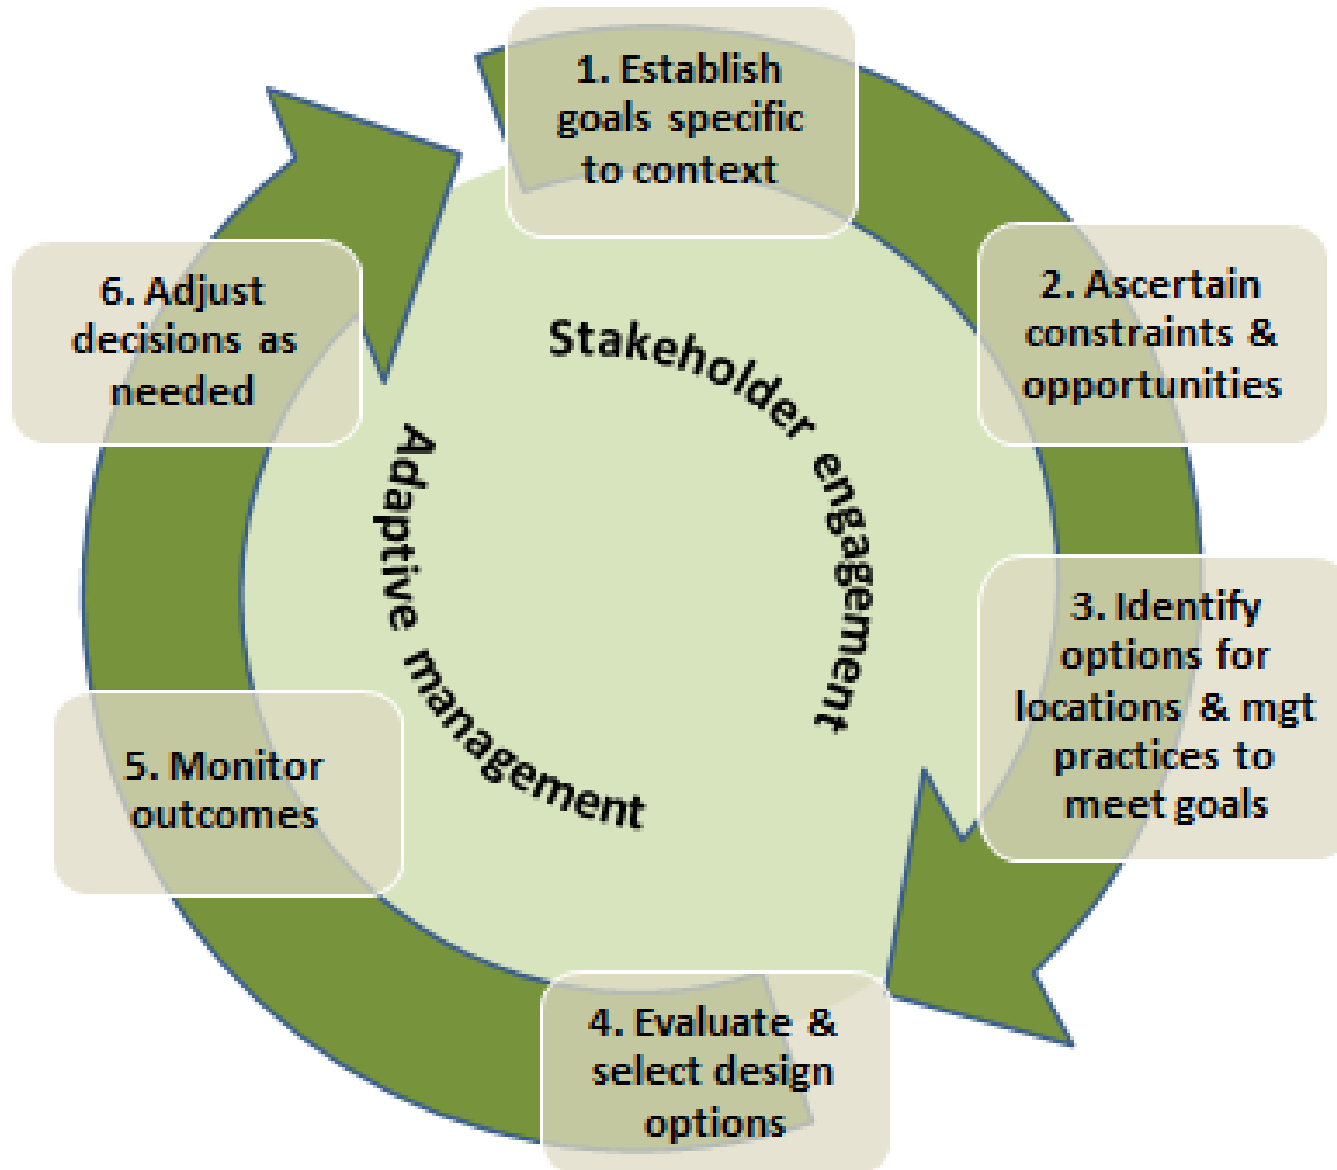 1. Establish
goals specific
to context
2. Ascertain
constraints &
opportunities
3. Identify
options for
locations & mgt
practices to
meet goals
4. Evaluate &
select design
options
5. Monitor
outcomes
6. Adjust
decisions as
needed
Stakeholder engagement
Adaptive management